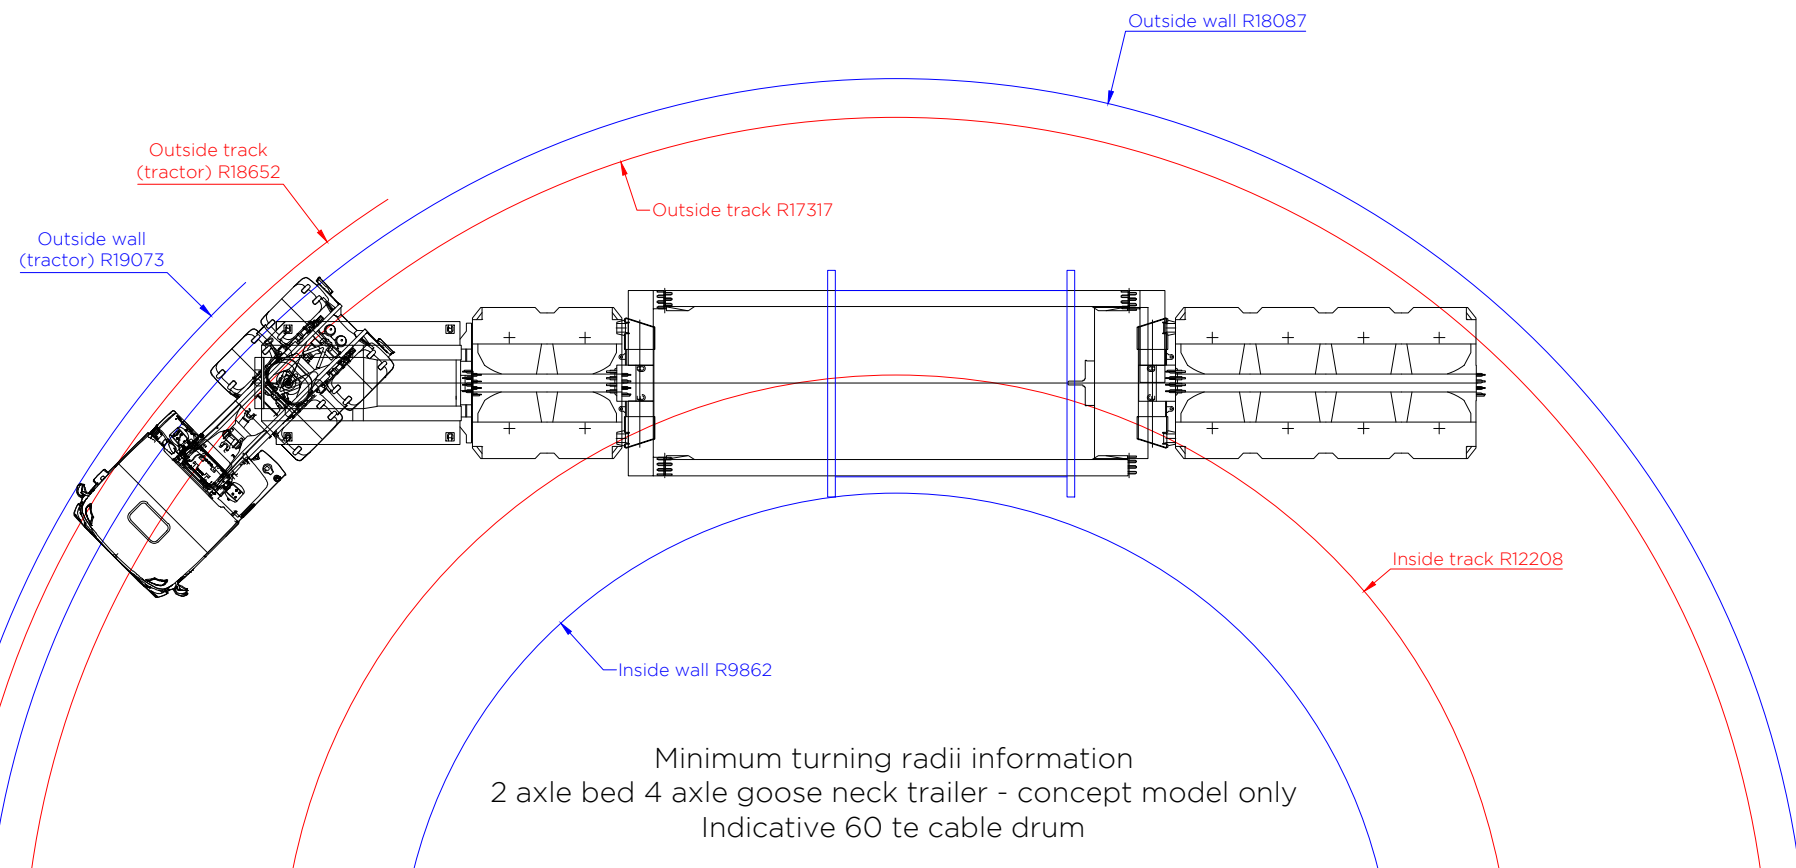 Outside wall R18087
Outside track
(tractor) R18652
Outside track R17317
Outside wall
(tractor) R19073
Inside track R12208
Inside wall R9862
Minimum turning radii information
2 axle bed 4 axle goose neck trailer - concept model only
Indicative 60 te cable drum